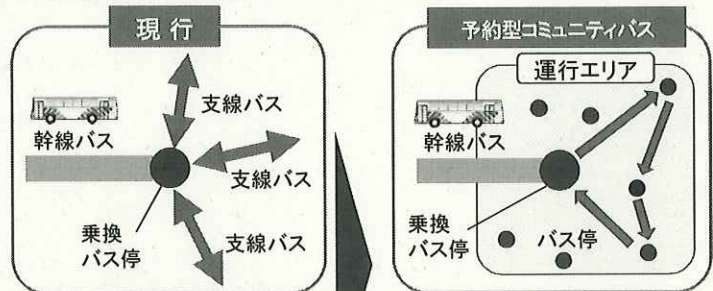 現行
支線バス
幹線バス
支線バス
乗換
バス停
支線バス
予約型コミュニティバス
運行エリア
幹線バス
乗換
バス停
バス停